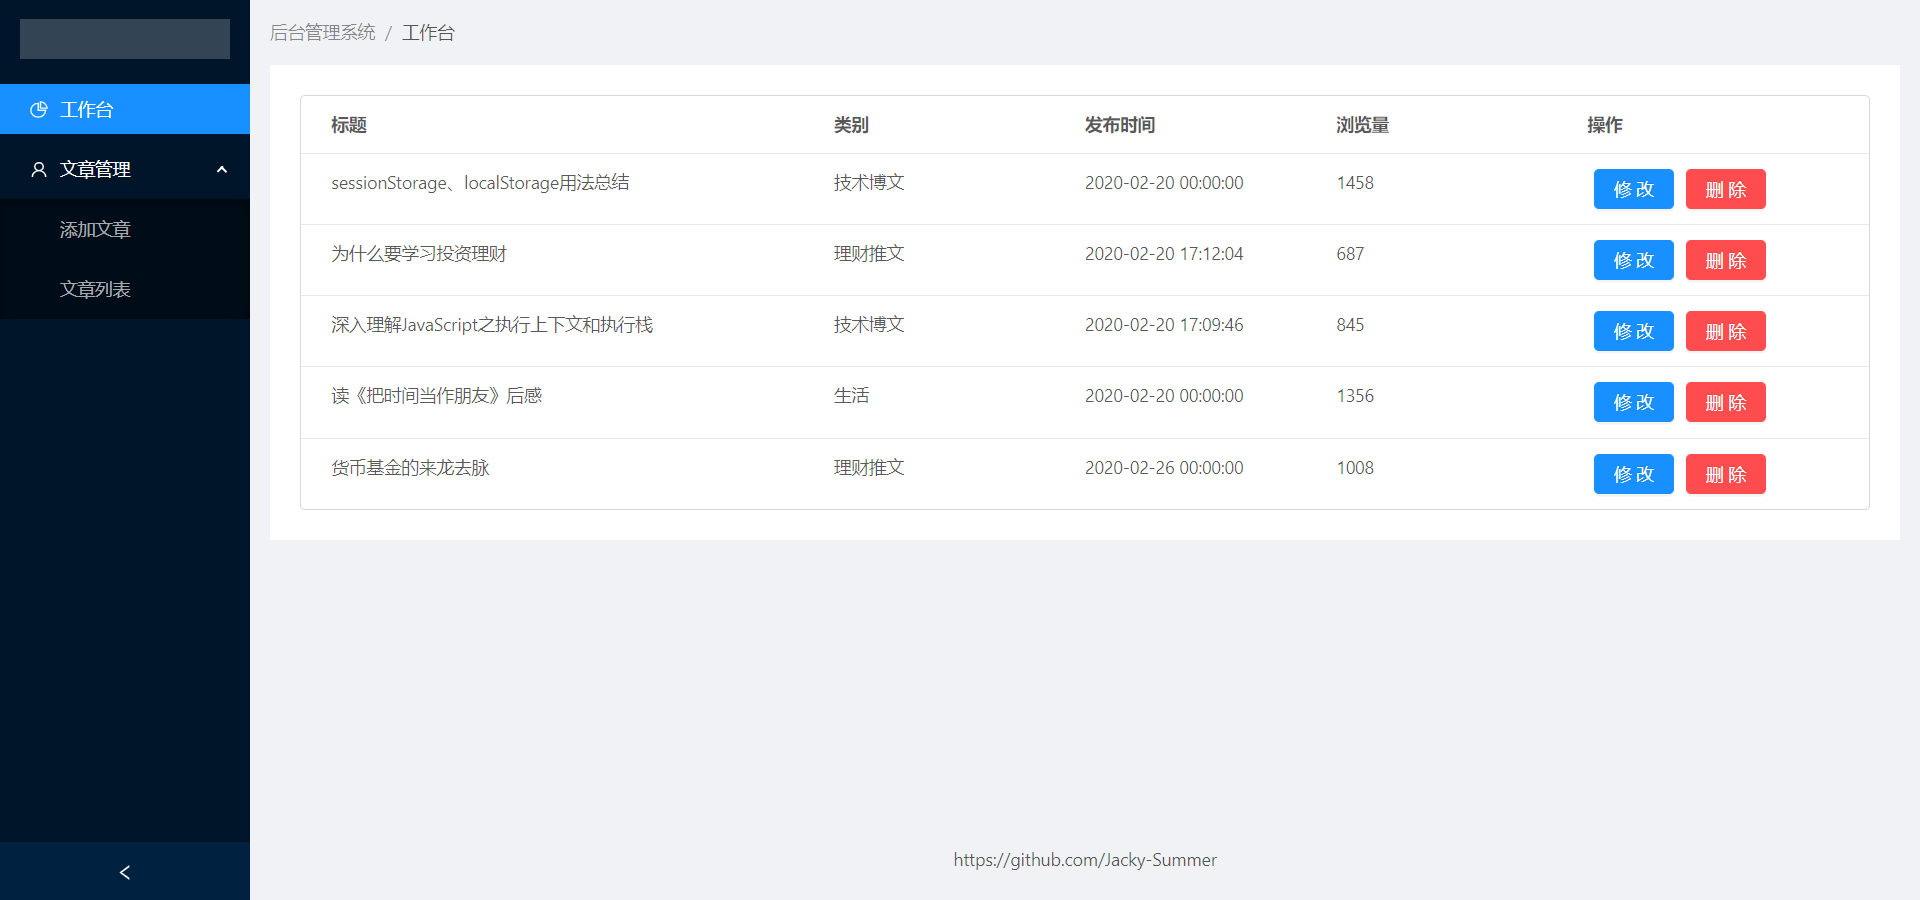 后台管理系统 / 工作台
工作台
文章管理
添加文章
文章列表
标题 类别 发布时间 浏览量 操作
sessionStorage、localStorage用法总结 技术博文 2020-02-20 00:00:00 1458 修 改 删 除
为什么要学习投资理财 理财推文 2020-02-20 17:12:04 687 修 改 删 除
深入理解JavaScript之执行上下文和执行栈 技术博文 2020-02-20 17:09:46 845 修 改 删 除
读《把时间当作朋友》后感 生活 2020-02-20 00:00:00 1356 修 改 删 除
货币基金的来龙去脉 理财推文 2020-02-26 00:00:00 1008 修 改 删 除
https://github.com/Jacky-Summer